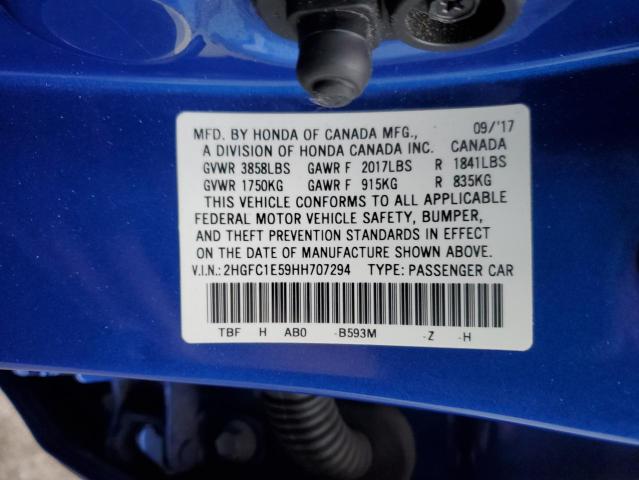 MFD. BY HONDA OF CANADA MFG., 09/'17
A DIVISION OF HONDA CANADA INC. CANADA
GVWR 3858LBS GAWR F 2017LBS R 1841LBS
GVWR 1750KG GAWR F 915KG R 835KG
THIS VEHICLE CONFORMS TO ALL APPLICABLE
FEDERAL MOTOR VEHICLE SAFETY, BUMPER,
AND THEFT PREVENTION STANDARDS IN EFFECT
ON THE DATE OF MANUFACTURE SHOWN ABOVE.
V.I.N.: 2HGFC1E59HH707294 TYPE: PASSENGER CAR
TBF H AB0 -B593M -Z -H